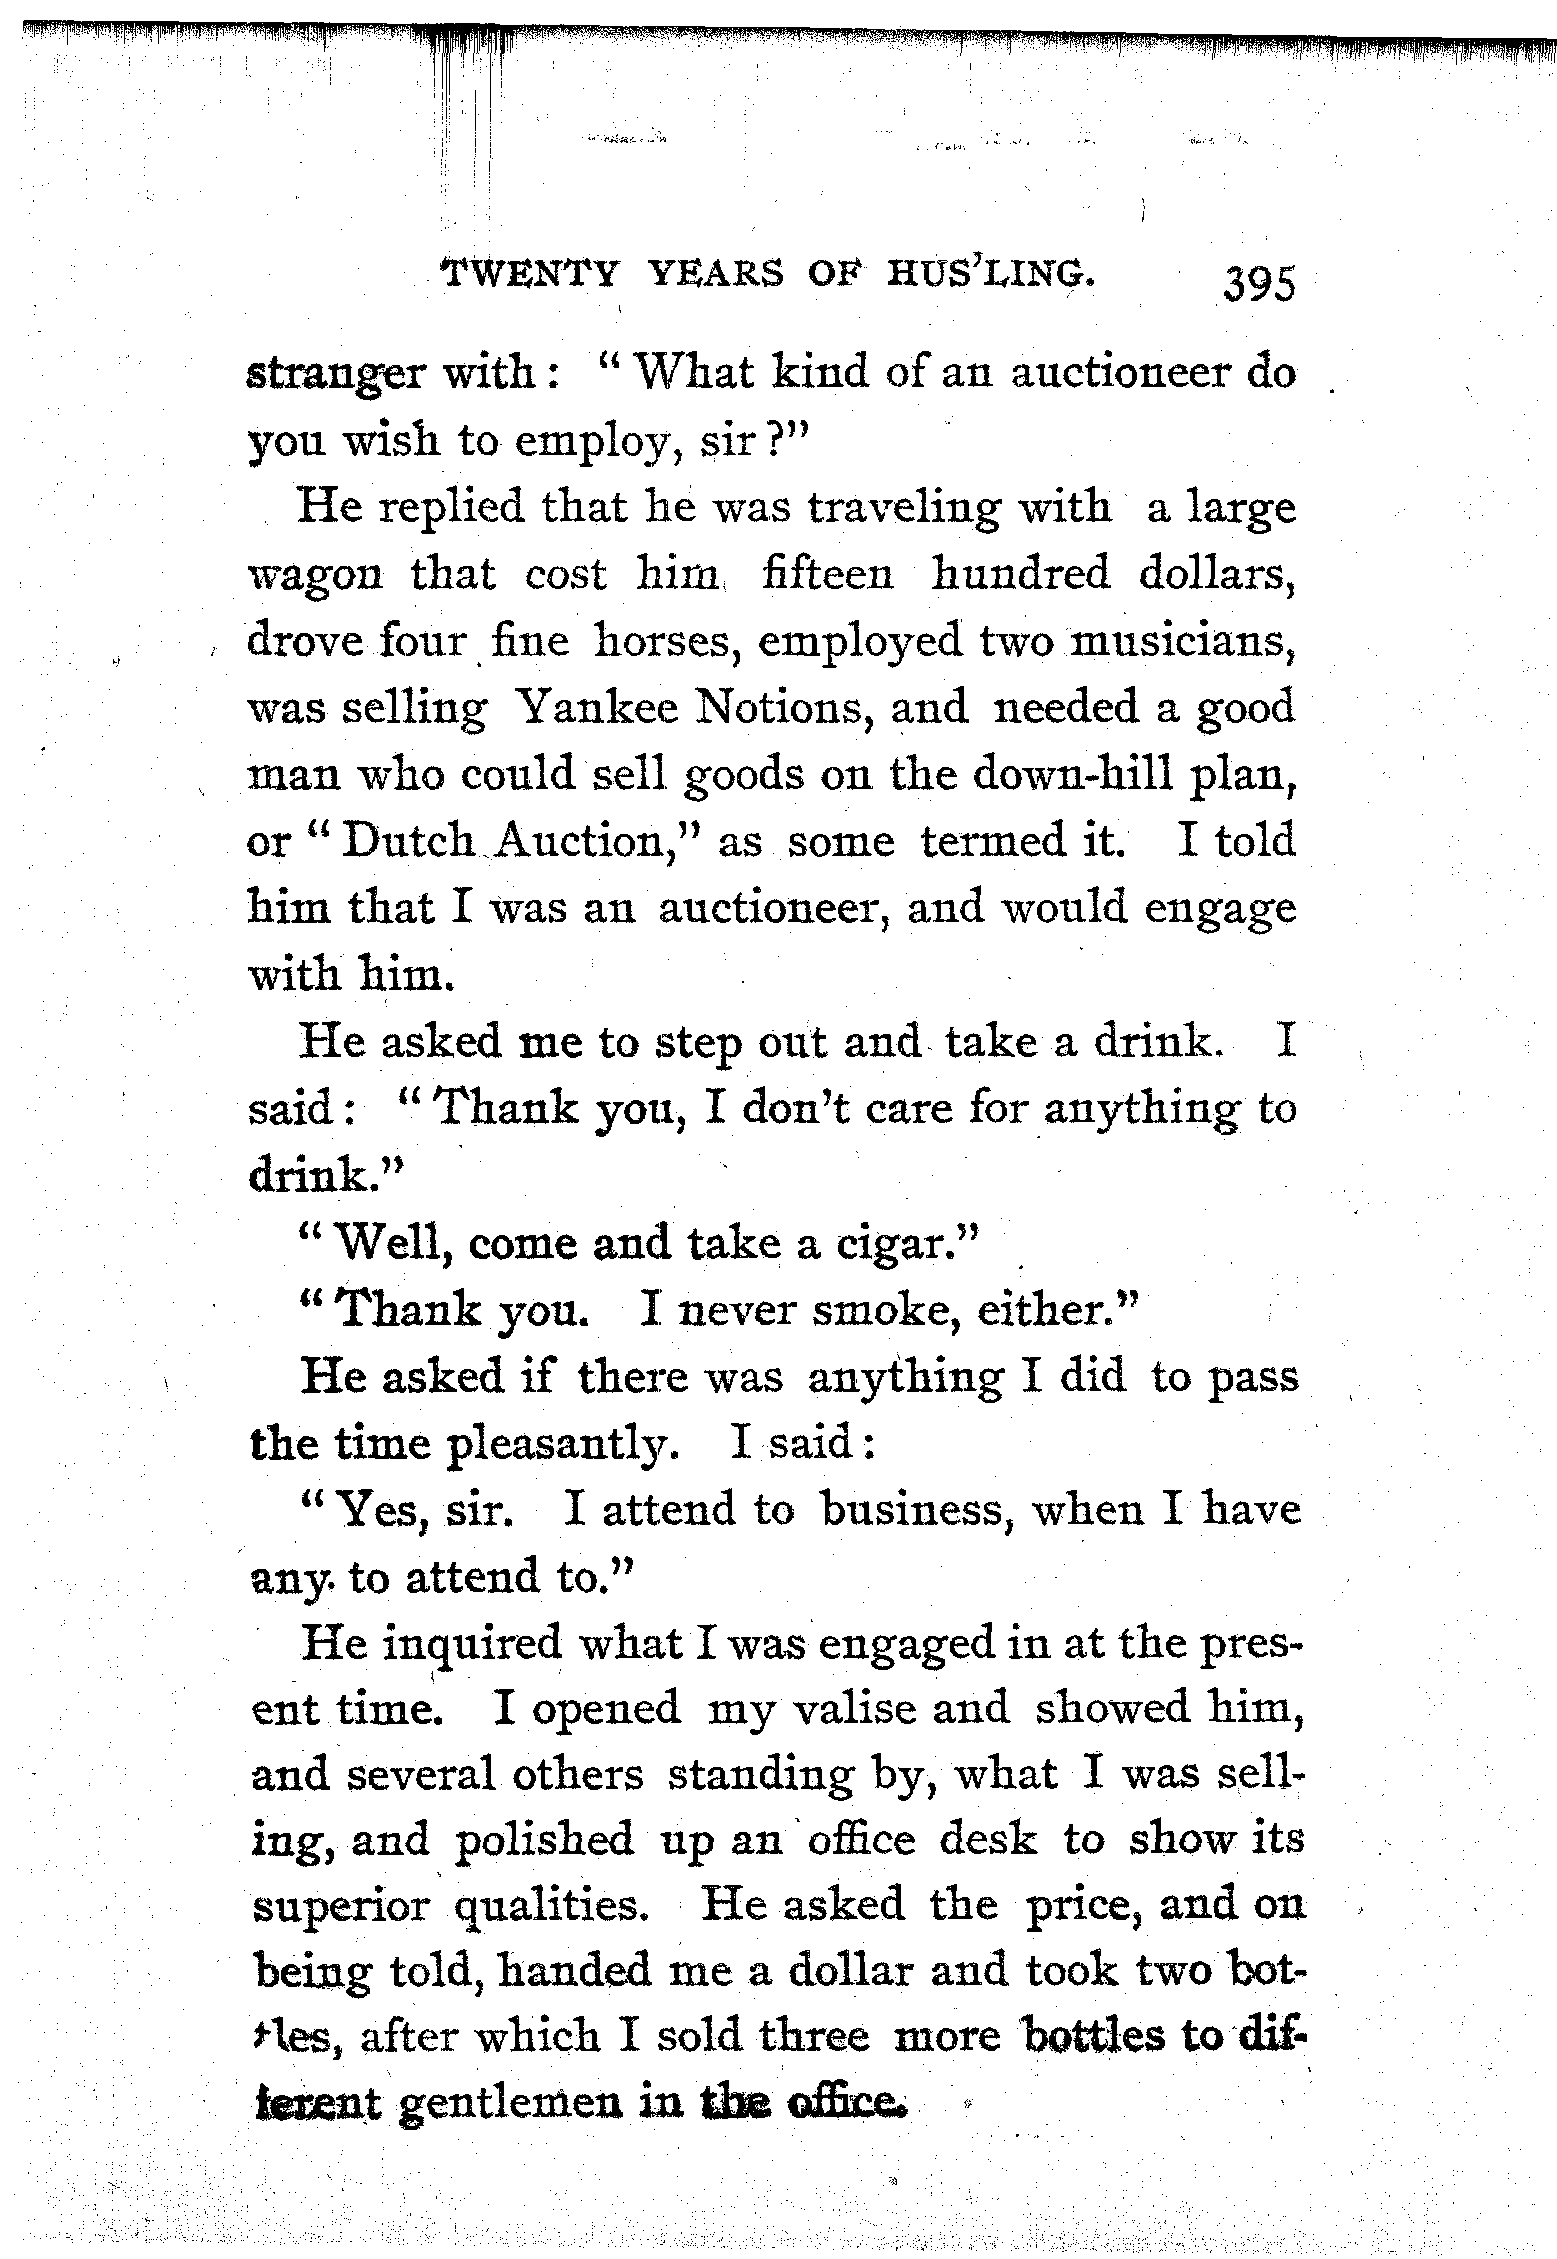 TWENTY YEARS OF HUS'LING. 395
stranger with: "What kind of an auctioneer do
you wish to employ, sir?"
He replied that he was traveling with a large
wagon that cost him fifteen hundred dollars,
drove four fine horses, employed two musicians,
was selling Yankee Notions, and needed a good
man who could sell goods on the down-hill plan,
or "Dutch Auction," as some termed it. I told
him that I was an auctioneer, and would engage
with him.
He asked me to step out and take a drink. I
said: "Thank you, I don't care for anything to
drink."
"Well, come and take a cigar."
"Thank you. I never smoke, either."
He asked if there was anything I did to pass
the time pleasantly. I said:
"Yes, sir. I attend to business, when I have
any to attend to."
He inquired what I was engaged in at the pres-
ent time. I opened my valise and showed him,
and several others standing by, what I was sell-
ing, and polished up an office desk to show its
superior qualities. He asked the price, and on
being told, handed me a dollar and took two bot-
tles, after which I sold three more bottles to dif-
ferent gentlemen in the office.